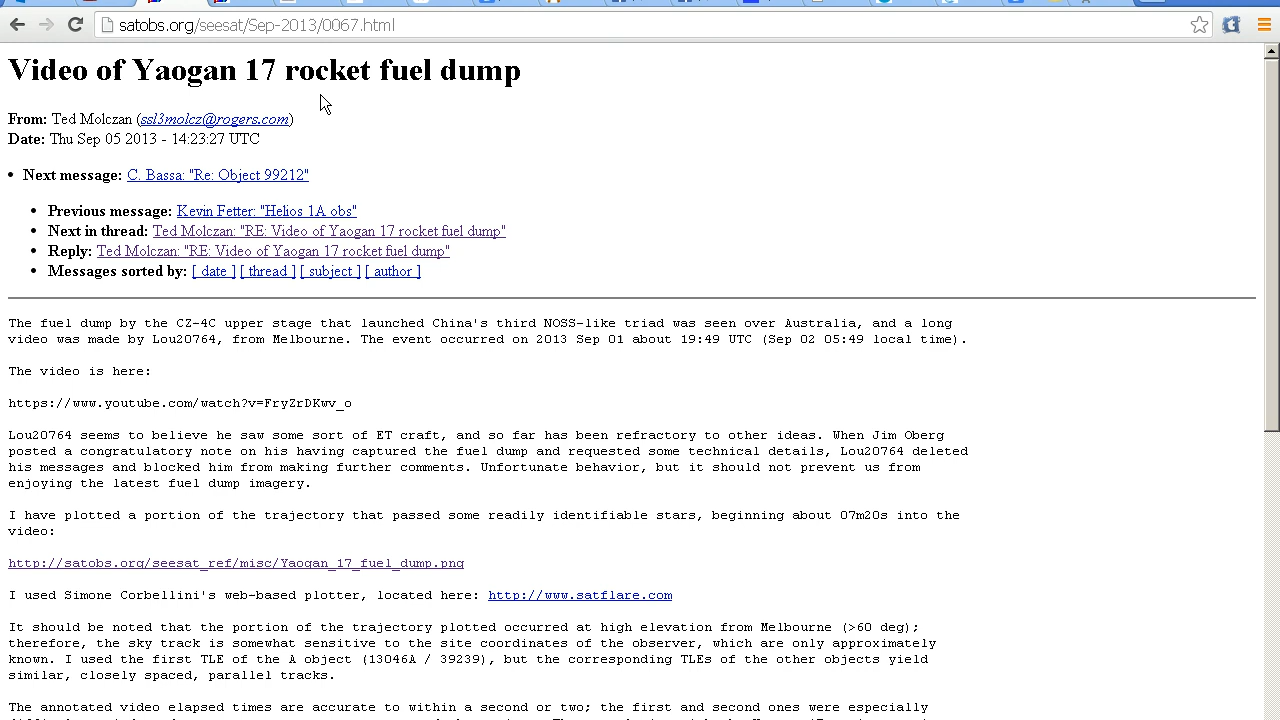 satobs.org/seesat/Sep-2013/0067.html
Video of Yaogan 17 rocket fuel dump
From: Ted Molczan (ssl3molcz@rogers.com)
Date: Thu Sep 05 2013 - 14:23:27 UTC
• Next message: C. Bassa: "Re: Object 99212"
• Previous message: Kevin Fetter: "Helios 1A obs"
• Next in thread: Ted Molczan: "RE: Video of Yaogan 17 rocket fuel dump"
• Reply: Ted Molczan: "RE: Video of Yaogan 17 rocket fuel dump"
• Messages sorted by: [ date ] [ thread ] [ subject ] [ author ]
The fuel dump by the CZ-4C upper stage that launched China's third NOSS-like triad was seen over Australia, and a long
video was made by Lou20764, from Melbourne. The event occurred on 2013 Sep 01 about 19:49 UTC (Sep 02 05:49 local time).
The video is here:
https://www.youtube.com/watch?v=FryZrDKwv_o
Lou20764 seems to believe he saw some sort of ET craft, and so far has been refractory to other ideas. When Jim Oberg
posted a congratulatory note on his having captured the fuel dump and requested some technical details, Lou20764 deleted
his messages and blocked him from making further comments. Unfortunate behavior, but it should not prevent us from
enjoying the latest fuel dump imagery.
I have plotted a portion of the trajectory that passed some readily identifiable stars, beginning about 07m20s into the
video:
http://satobs.org/seesat_ref/misc/Yaogan_17_fuel_dump.png
I used Simone Corbellini's web-based plotter, located here: http://www.satflare.com
It should be noted that the portion of the trajectory plotted occurred at high elevation from Melbourne (>60 deg);
therefore, the sky track is somewhat sensitive to the site coordinates of the observer, which are only approximately
known. I used the first TLE of the A object (13046A / 39239), but the corresponding TLEs of the other objects yield
similar, closely spaced, parallel tracks.
The annotated video elapsed times are accurate to within a second or two; the first and second ones were especially